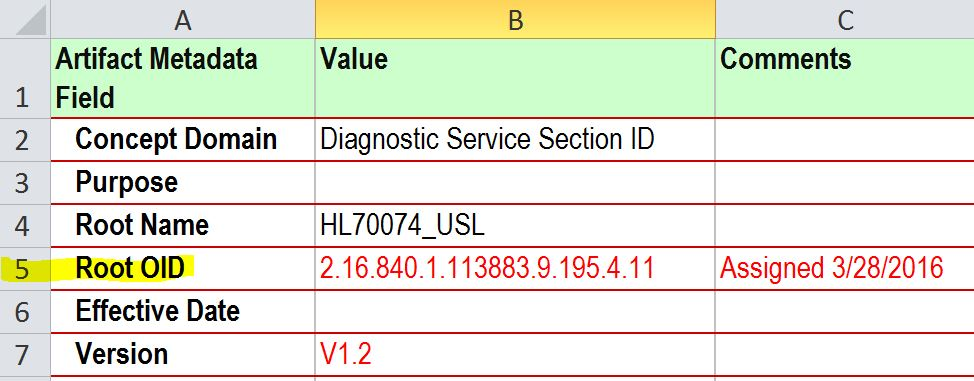 A B C
1 Artifact Metadata Field Value Comments
2 Concept Domain Diagnostic Service Section ID
3 Purpose
4 Root Name HL70074_USL
5 Root OID 2.16.840.1.113883.9.195.4.11 Assigned 3/28/2016
6 Effective Date
7 Version V1.2